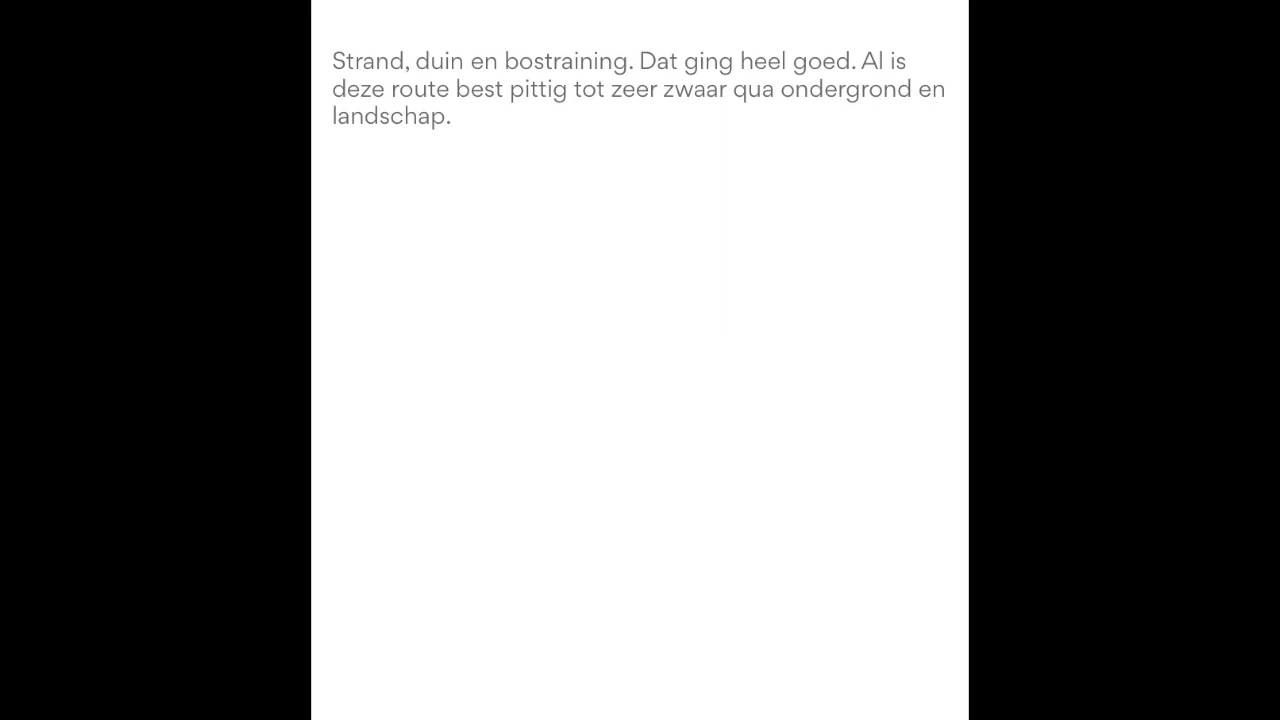 Strand, duin en bostraining. Dat ging heel goed. Al is
deze route best pittig tot zeer zwaar qua ondergrond en
landschap.